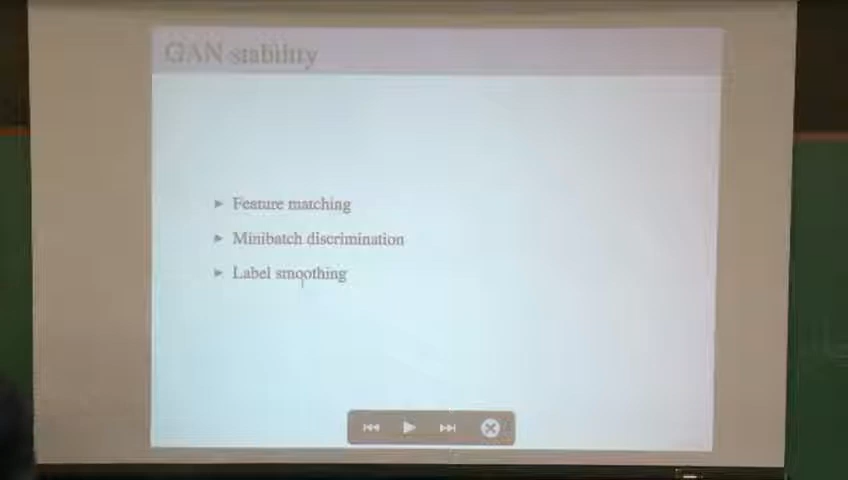 GAN stability
► Feature matching
► Minibatch discrimination
► Label smoothing